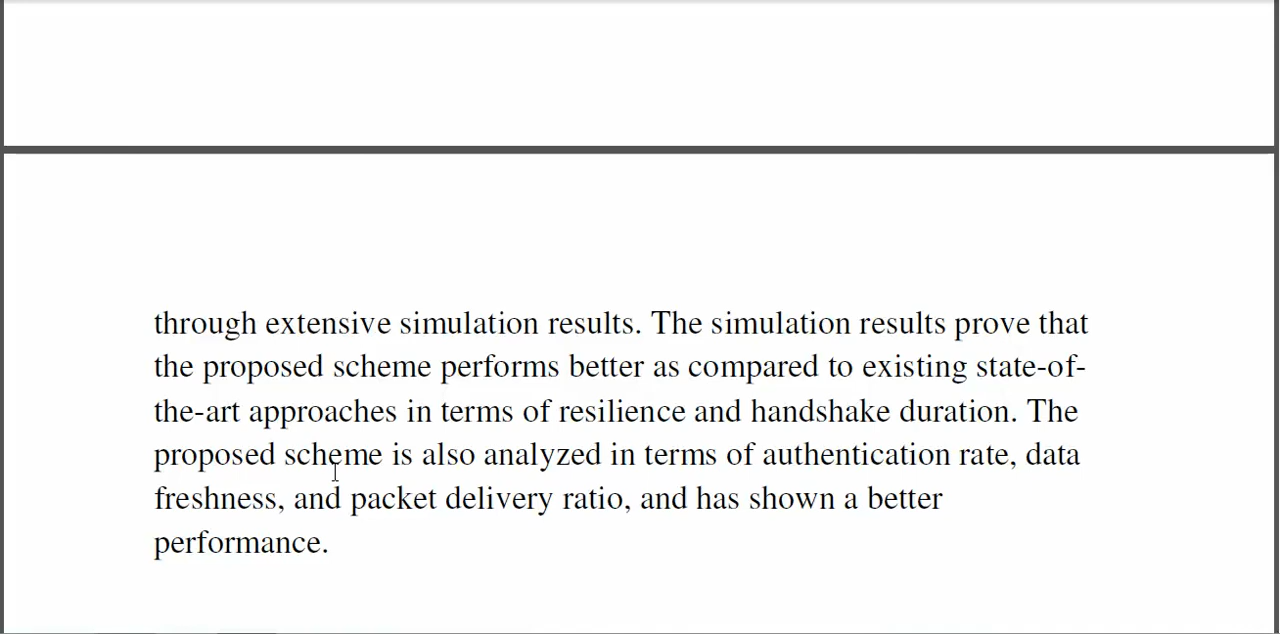 through extensive simulation results. The simulation results prove that
the proposed scheme performs better as compared to existing state-of-
the-art approaches in terms of resilience and handshake duration. The
proposed scheme is also analyzed in terms of authentication rate, data
freshness, and packet delivery ratio, and has shown a better
performance.